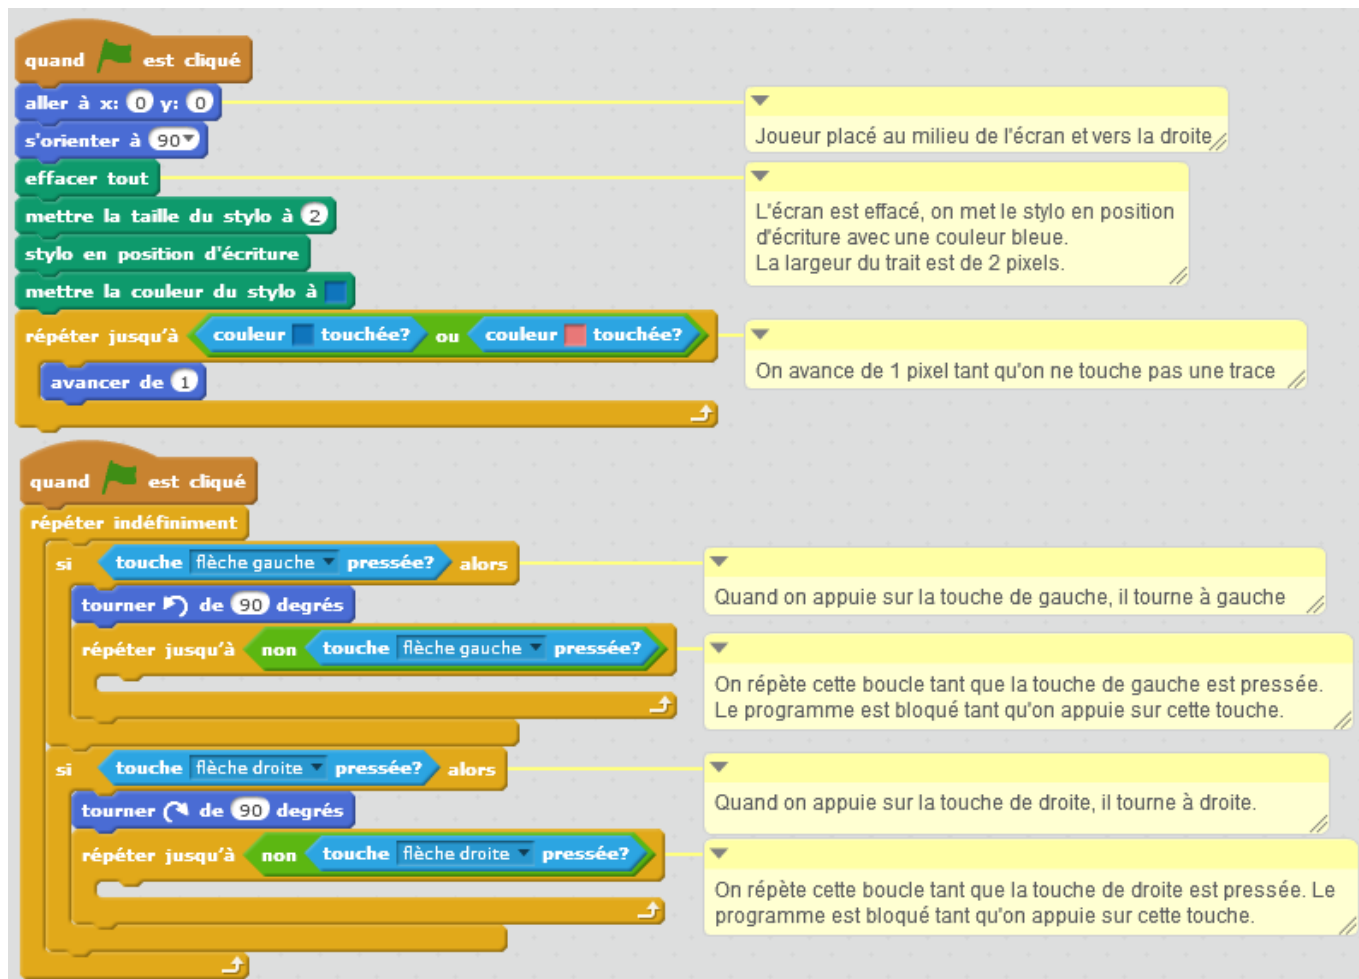 quand est cliqué
aller à x: 0 y: 0
Joueur placé au milieu de l'écran et vers la droite
s'orienter à 90
effacer tout
mettre la taille du stylo à 2
stylo en position d'écriture
mettre la couleur du stylo à
L'écran est effacé, on met le stylo en position
d'écriture avec une couleur bleue.
La largeur du trait est de 2 pixels.
répéter jusqu'à couleur touchée? ou couleur touchée?
avancer de 1
On avance de 1 pixel tant qu'on ne touche pas une trace
quand est cliqué
répéter indéfiniment
si touche flèche gauche pressée? alors
tourner de 90 degrés
Quand on appuie sur la touche de gauche, il tourne à gauche
répéter jusqu'à non touche flèche gauche pressée?
On répète cette boucle tant que la touche de gauche est pressée.
Le programme est bloqué tant qu'on appuie sur cette touche.
si touche flèche droite pressée? alors
tourner de 90 degrés
Quand on appuie sur la touche de droite, il tourne à droite.
répéter jusqu'à non touche flèche droite pressée?
On répète cette boucle tant que la touche de droite est pressée. Le
programme est bloqué tant qu'on appuie sur cette touche.